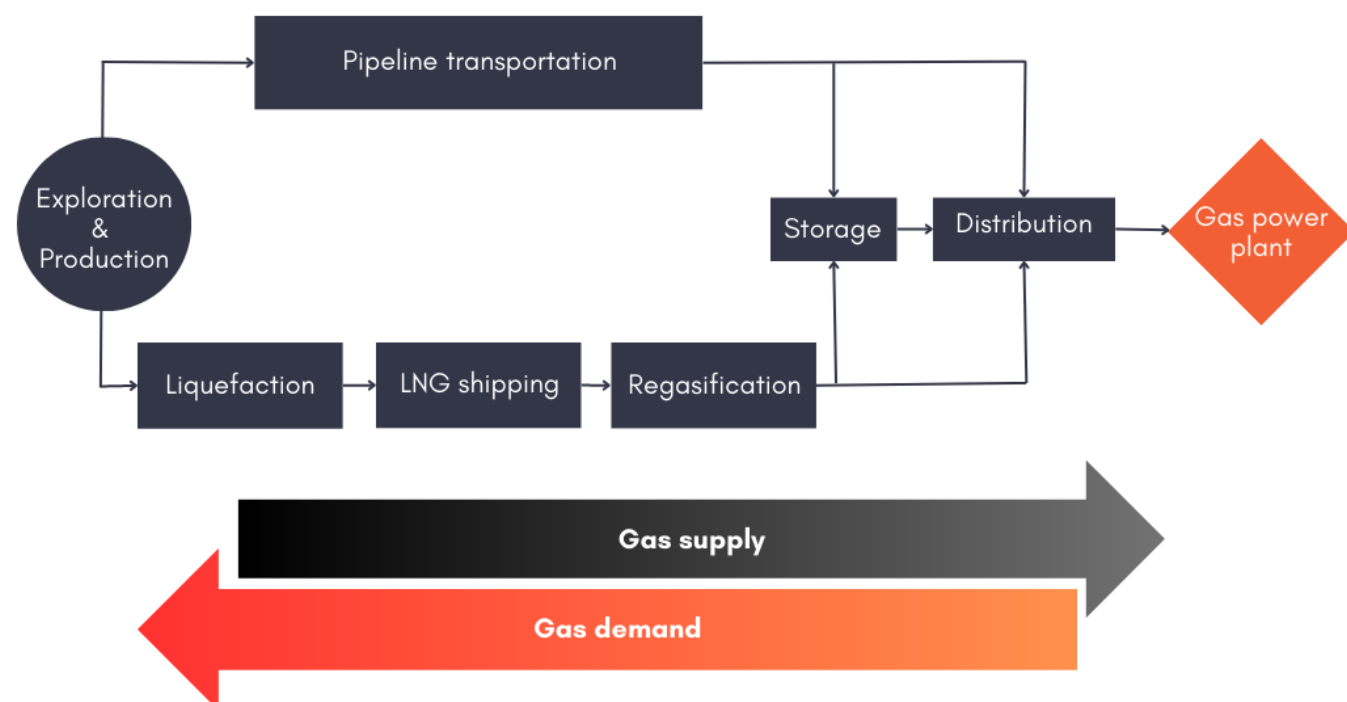 Pipeline transportation
Exploration
&
Production
Storage
Distribution
Gas power
plant
Liquefaction
LNG shipping
Regasification
Gas supply
Gas demand